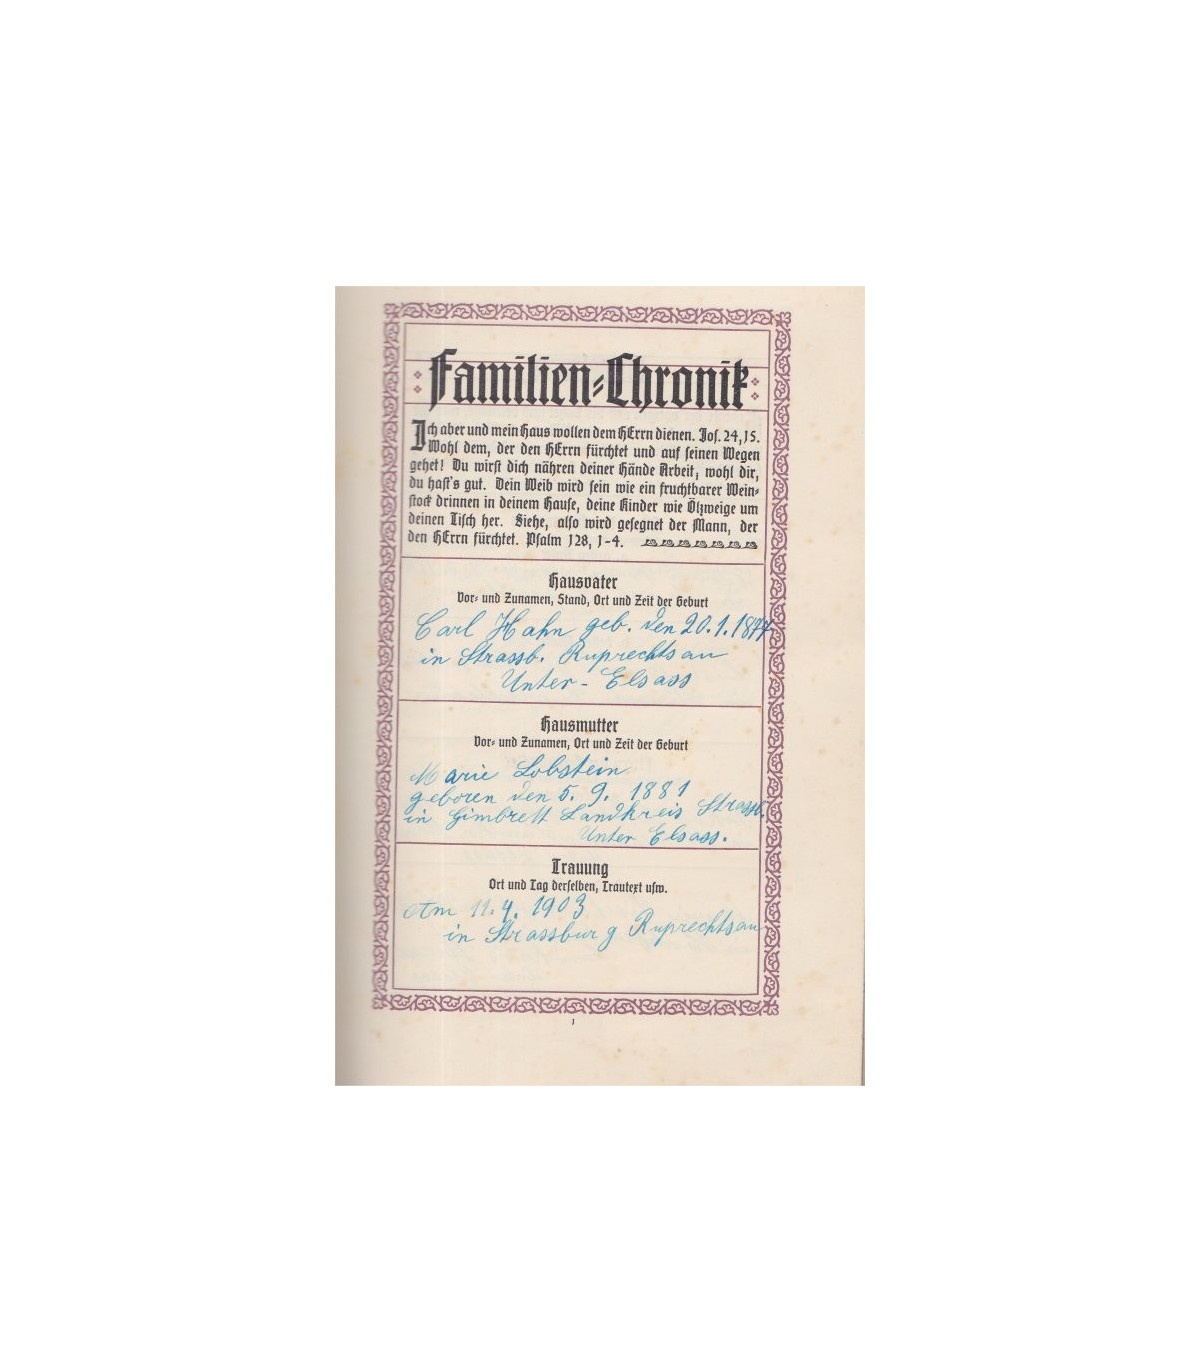 Familien-Chronik
Ich aber und mein Haus wollen dem HErrn dienen. Jos. 24, 15.
Wohl dem, der den HErrn fürchtet und auf seinen Wegen
gehet! Du wirst dich nähren deiner Hände Arbeit; wohl dir,
du hast's gut. Dein Weib wird sein wie ein fruchtbarer Wein-
stock drinnen in deinem Hause, deine Kinder wie Ölzweige um
deinen Tisch her. Siehe, also wird gesegnet der Mann, der
den HErrn fürchtet. Psalm 128, 1-4.
Hausvater
Vor- und Zunamen, Stand, Ort und Zeit der Geburt
Carl Hahn geb. den 20.1.1877
in Strassb. Ruprechtsau
Unter-Elsass
Hausmutter
Vor- und Zunamen, Ort und Zeit der Geburt
Marie Lobstein
geboren den 5. 9. 1881
in Gimbrett Landkreis Strassb.
Unter Elsass.
Trauung
Ort und Tag derselben, Trautext usw.
Am 11.4. 1903
in Strassburg Ruprechtsau
1